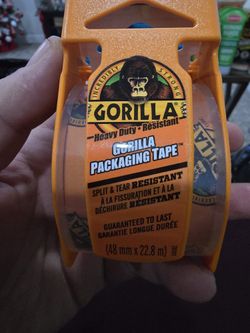 INCREDIBLY STRONG
GORILLA
Heavy Duty • Resistant
GORILLA
PACKAGING TAPE
SPLIT & TEAR RESISTANT
À LA FISSURATION ET À LA
DÉCHIRURE RÉSISTANT
GUARANTEED TO LAST
GARANTIE LONGUE DURÉE
(48 mm x 22.8 m)